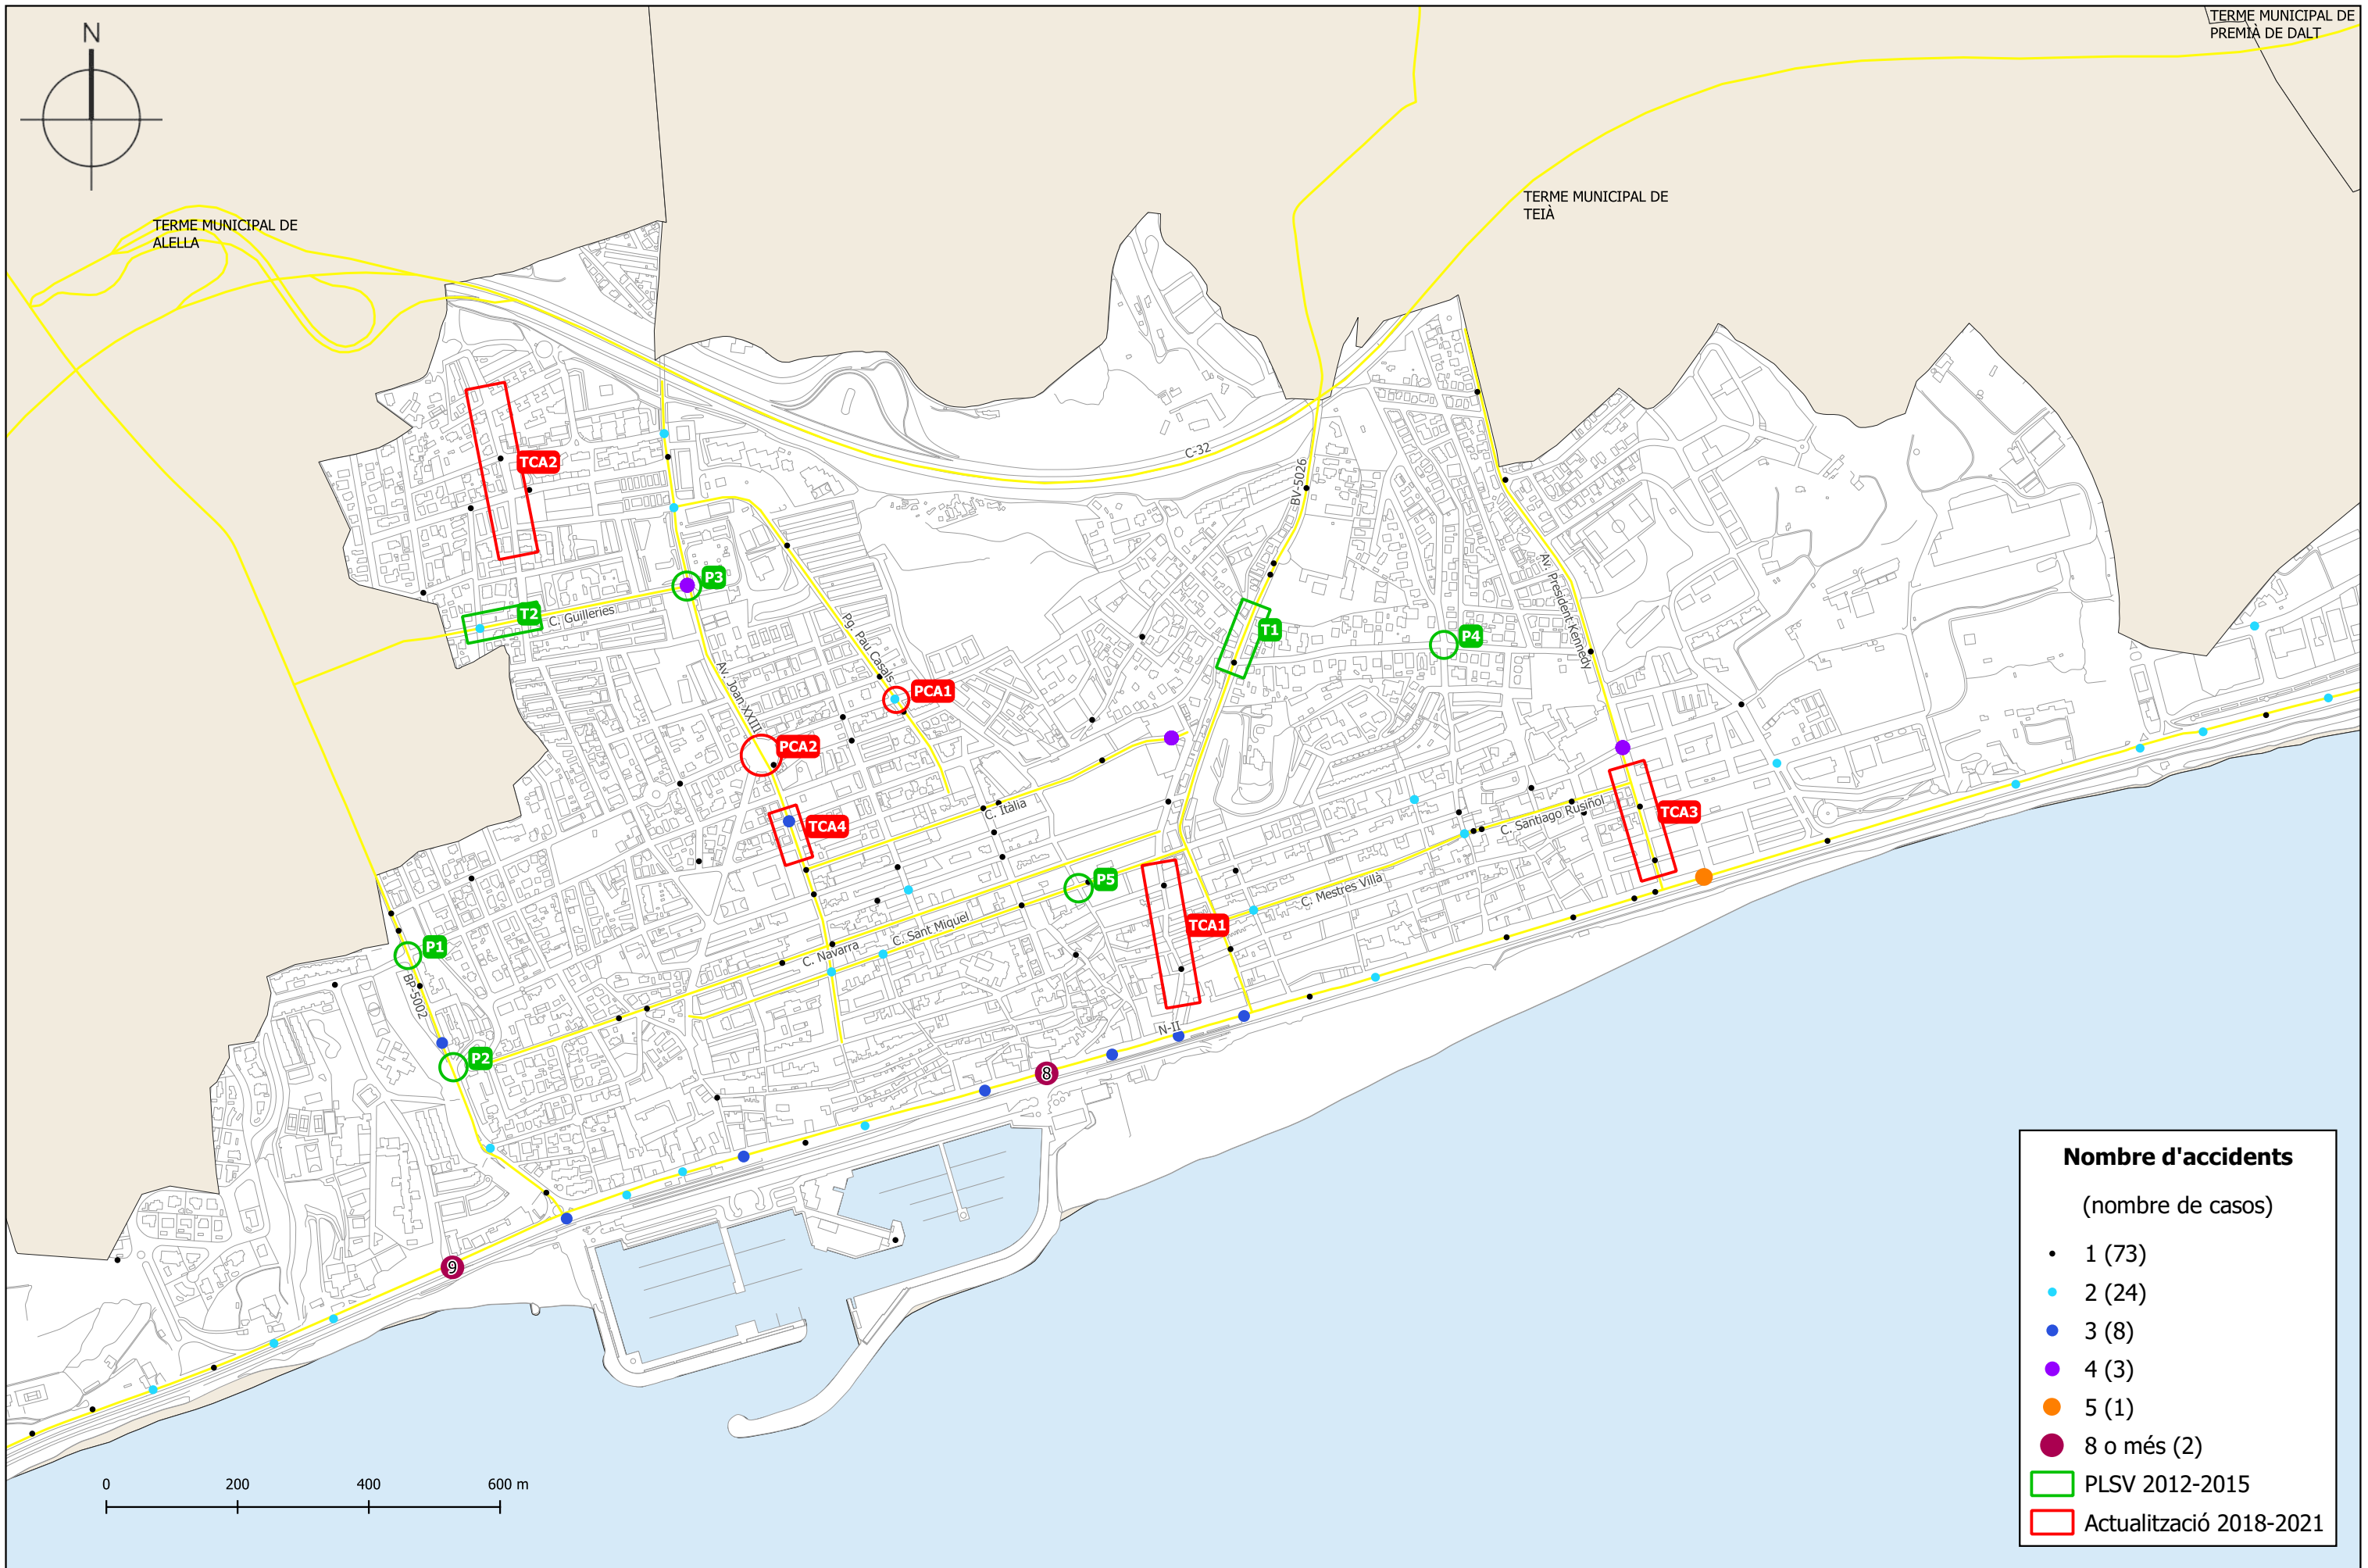 TERME MUNICIPAL DE
PREMIÀ DE DALT
N
TERME MUNICIPAL DE
TEIÀ
TERME MUNICIPAL DE
ALELLA
C-32
TCA2
BV-5026
P3
T2
C. Guilleries
Av. President Kennedy
T1
P4
Pg. Pau Casals
Av. Joan XXIII
PCA1
PCA2
C. Itàlia
TCA4
C. Santiago Rusiñol
TCA3
P5
C. Mestres Villà
C. Sant Miquel
TCA1
C. Navarra
P1
BP-5002
N-II
P2
8
9
Nombre d'accidents
(nombre de casos)
1 (73)
2 (24)
3 (8)
4 (3)
5 (1)
8 o més (2)
PLSV 2012-2015
Actualització 2018-2021
0 200 400 600 m